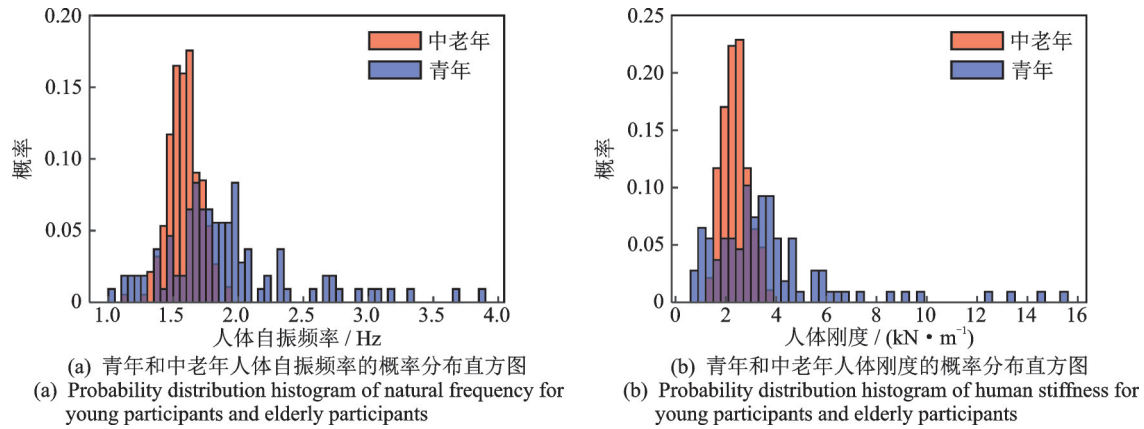 0.20
0.15
0.10
0.05
0
概率
中老年
青年
1.0 1.5 2.0 2.5 3.0 3.5 4.0
人体自振频率 / Hz
(a) 青年和中老年人体自振频率的概率分布直方图
(a) Probability distribution histogram of natural frequency for
young participants and elderly participants
0.25
0.20
0.15
0.10
0.05
0
概率
中老年
青年
0 2 4 6 8 10 12 14 16
人体刚度 / (kN·m⁻¹)
(b) 青年和中老年人体刚度的概率分布直方图
(b) Probability distribution histogram of human stiffness for
young participants and elderly participants